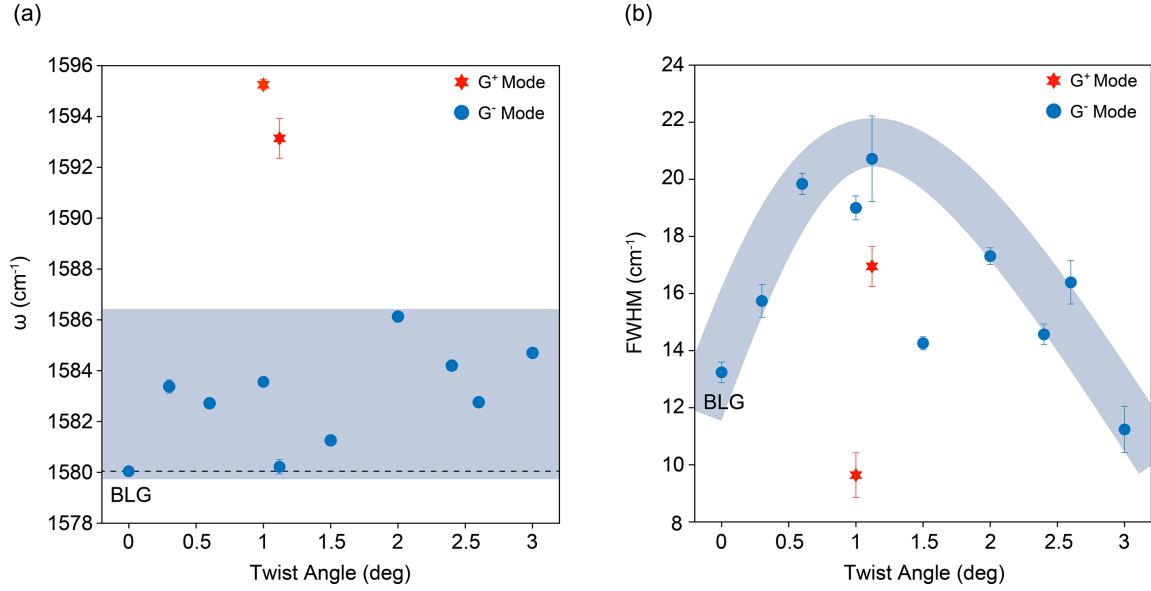 (a)
1596
1594
1592
1590
1588
1586
1584
1582
1580
1578
ω (cm⁻¹)
G⁺ Mode
G⁻ Mode
BLG
0
0.5
1
1.5
2
2.5
3
Twist Angle (deg)
(b)
24
22
20
18
16
14
12
10
8
FWHM (cm⁻¹)
G⁺ Mode
G⁻ Mode
BLG
0
0.5
1
1.5
2
2.5
3
Twist Angle (deg)